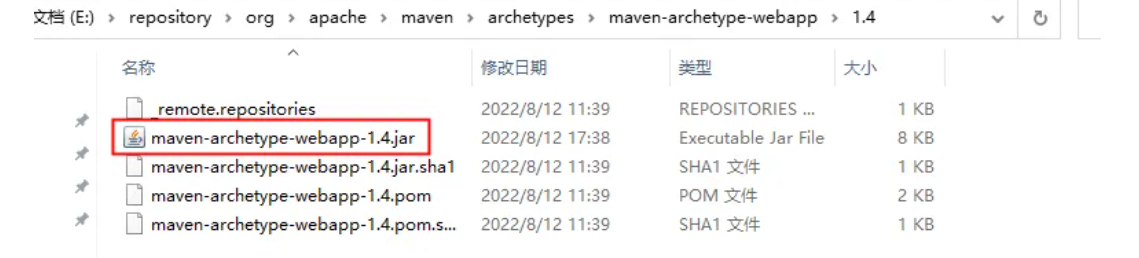 文档 (E:) > repository > org > apache > maven > archetypes > maven-archetype-webapp > 1.4
名称 修改日期 类型 大小
_remote.repositories 2022/8/12 11:39 REPOSITORIES ... 1 KB
maven-archetype-webapp-1.4.jar 2022/8/12 17:38 Executable Jar File 8 KB
maven-archetype-webapp-1.4.jar.sha1 2022/8/12 11:39 SHA1 文件 1 KB
maven-archetype-webapp-1.4.pom 2022/8/12 11:39 POM 文件 2 KB
maven-archetype-webapp-1.4.pom.s... 2022/8/12 11:39 SHA1 文件 1 KB